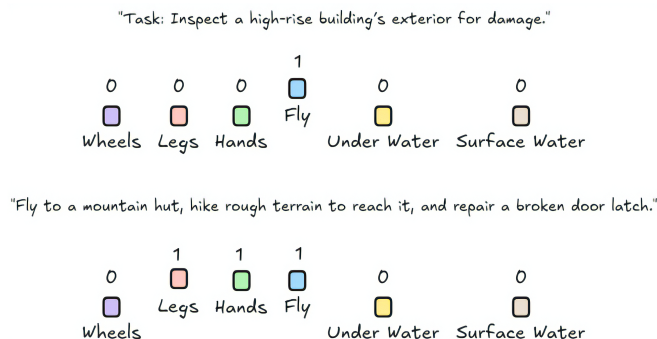 "Task: Inspect a high-rise building's exterior for damage."
1
0 0 0 0 0
Fly
Wheels Legs Hands Under Water Surface Water
"Fly to a mountain hut, hike rough terrain to reach it, and repair a broken door latch."
1 1 1
0 0 0
Legs Hands Fly
Wheels Under Water Surface Water